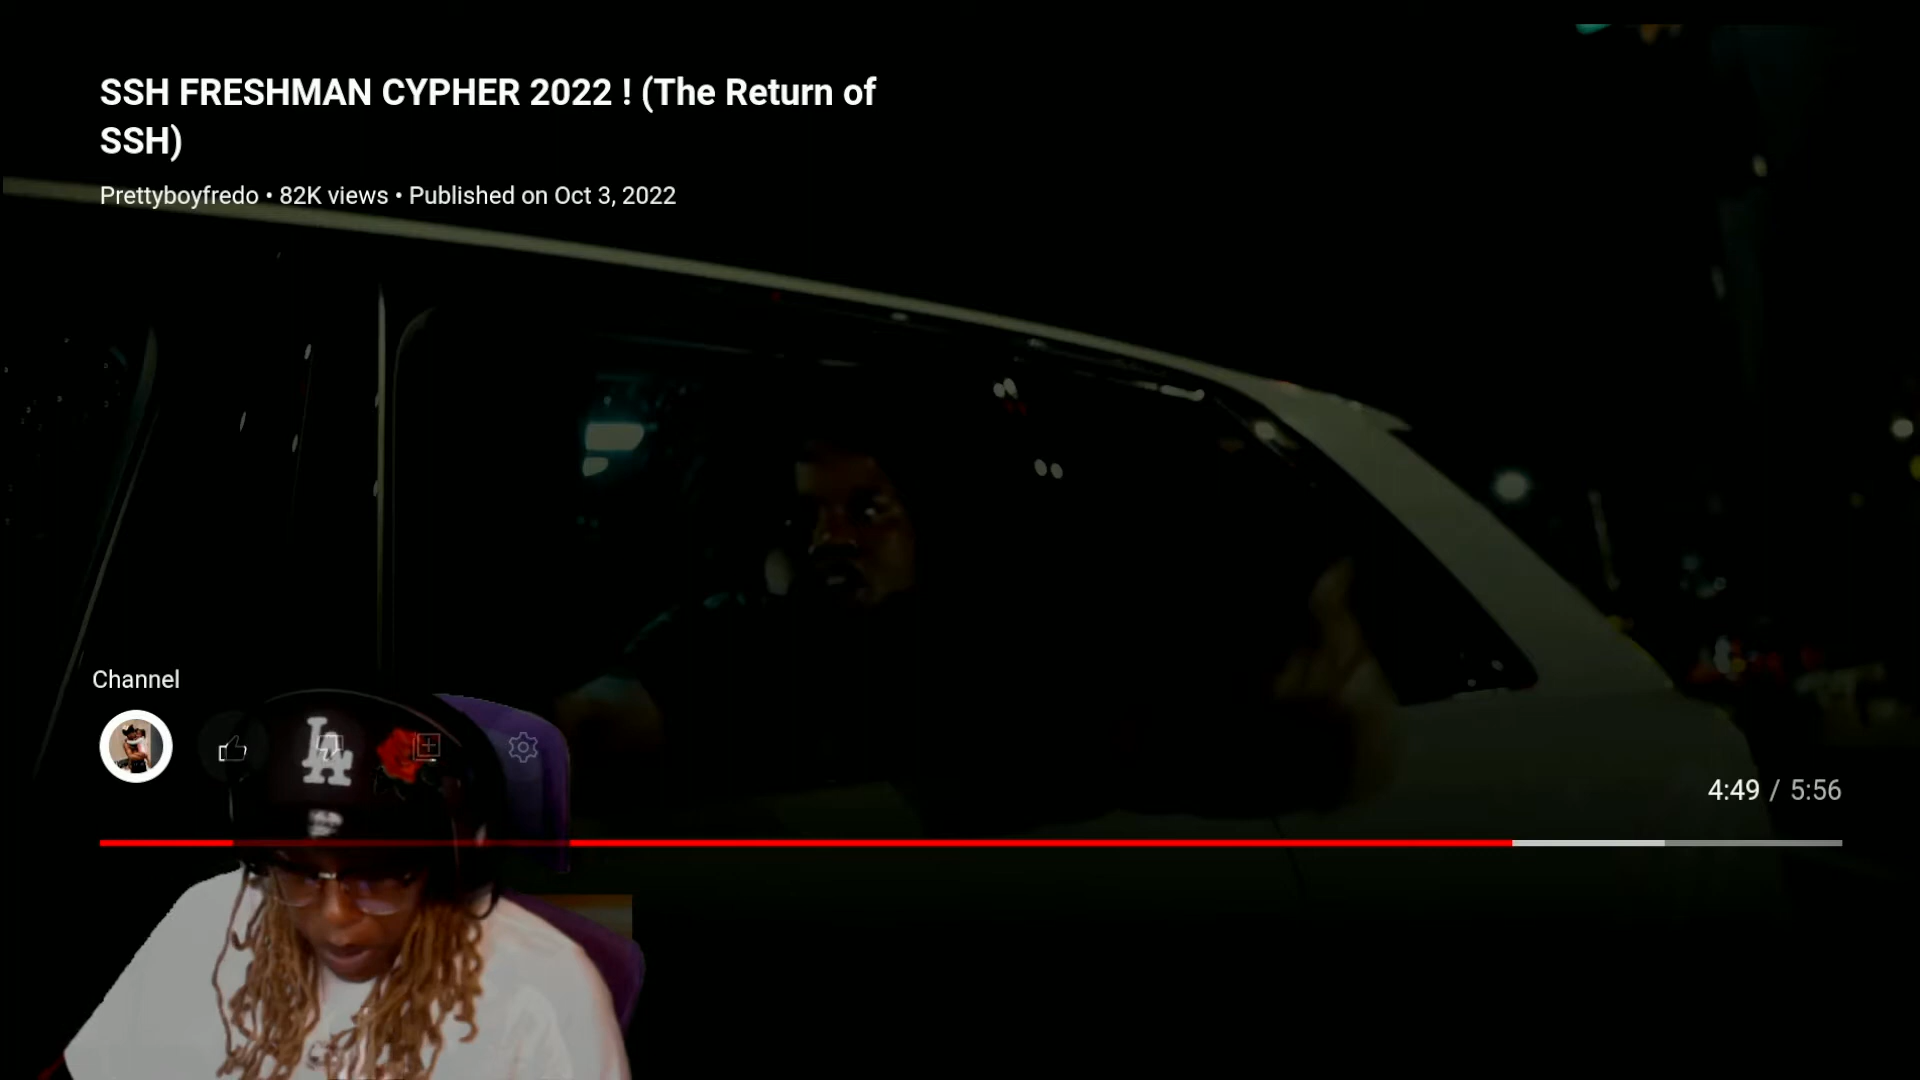 SSH FRESHMAN CYPHER 2022 ! (The Return of
SSH)
Prettyboyfredo • 82K views • Published on Oct 3, 2022
Channel
LA
4:49 / 5:56